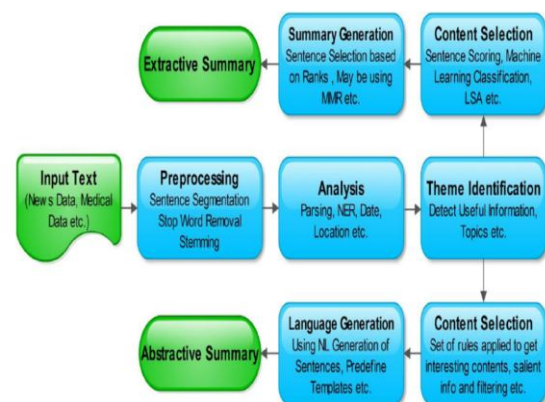 Extractive Summary
Summary Generation
Sentence Selection based
on Ranks , May be using
MMR etc.
Content Selection
Sentence Scoring, Machine
Learning Classification,
LSA etc.
Input Text
(New s Data, Medical
Data etc.)
Preprocessing
Sentence Segmentation
Stop Word Removal
Stemming
Analysis
Parsing, NER, Date,
Location etc.
Theme Identification
Detect Useful Information,
Topics etc.
Abstractive Summary
Language Generation
Using NL Generation of
Sentences, Predefine
Templates etc.
Content Selection
Set of rules applied to get
interesting contents, salient
info and filtering etc.